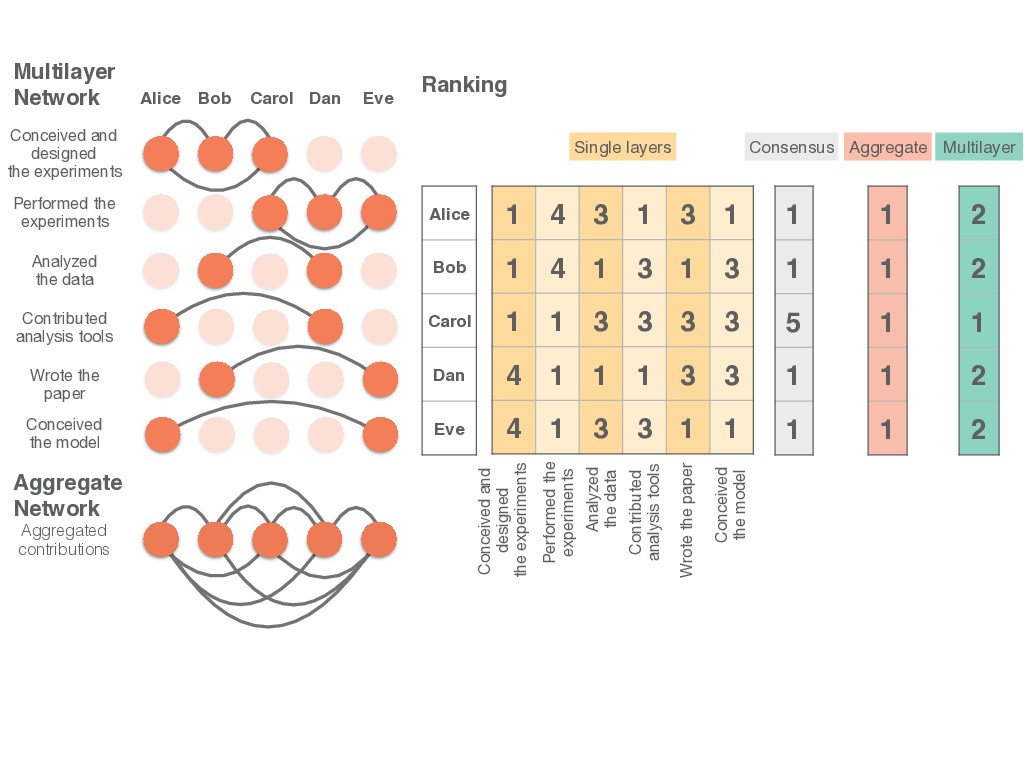 Multilayer
Network
Alice Bob Carol Dan Eve
Conceived and
designed
the experiments
Performed the
experiments
Analyzed
the data
Contributed
analysis tools
Wrote the
paper
Conceived
the model
Aggregate
Network
Aggregated
contributions
Ranking
Single layers Consensus Aggregate Multilayer
Alice 1 4 3 1 3 1 1 1 2
Bob 1 4 1 3 1 3 1 1 2
Carol 1 1 3 3 3 3 5 1 1
Dan 4 1 1 1 3 3 1 1 2
Eve 4 1 3 3 1 1 1 1 2
Conceived and
designed
the experiments
Performed the
experiments
Analyzed
the data
Contributed
analysis tools
Wrote the paper
Conceived
the model